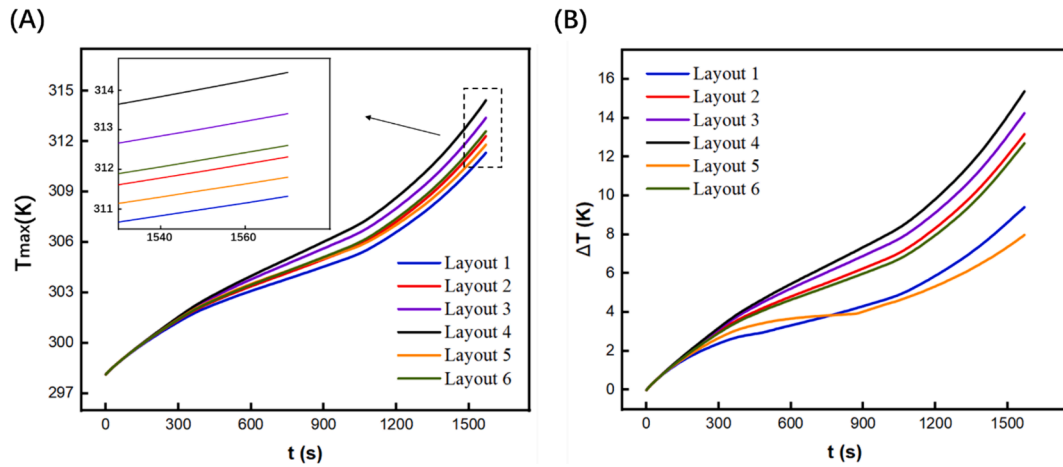 (A)
(B)
Tmax(K)
315
312
309
306
303
300
297
314
313
312
311
1540
1560
Layout 1
Layout 2
Layout 3
Layout 4
Layout 5
Layout 6
0
300
600
900
1200
1500
t (s)
ΔT (K)
16
14
12
10
8
6
4
2
0
Layout 1
Layout 2
Layout 3
Layout 4
Layout 5
Layout 6
0
300
600
900
1200
1500
t (s)